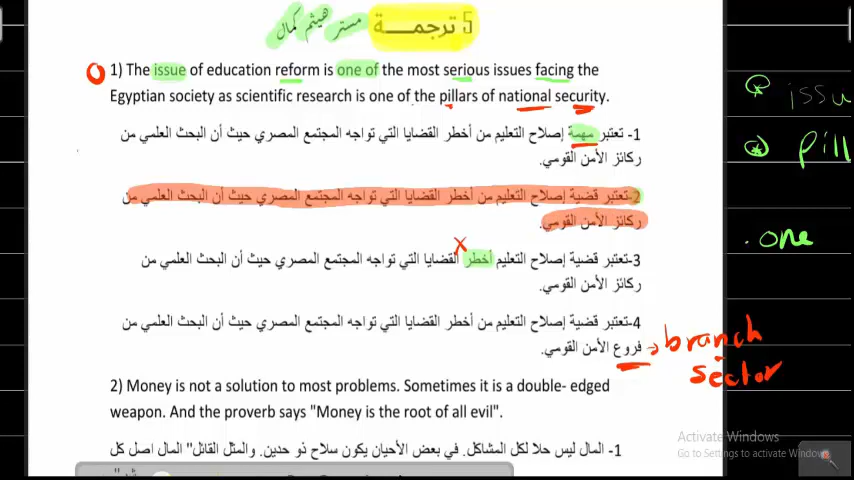 5 ترجمــــة مستر هيثم كمال
1) The issue of education reform is one of the most serious issues facing the
Egyptian society as scientific research is one of the pillars of national security.
1- تعتبر مهمة إصلاح التعليم من أخطر القضايا التي تواجه المجتمع المصري حيث أن البحث العلمي من
ركائز الأمن القومي.
2-تعتبر قضية إصلاح التعليم من أخطر القضايا التي تواجه المجتمع المصري حيث أن البحث العلمي من
ركائز الأمن القومي.
3-تعتبر قضية إصلاح التعليم أخطر القضايا التي تواجه المجتمع المصري حيث أن البحث العلمي من
ركائز الأمن القومي.
4-تعتبر قضية إصلاح التعليم من أخطر القضايا التي تواجه المجتمع المصري حيث أن البحث العلمي من
فروع الأمن القومي.
branch
sector
issu
pill
. one
2) Money is not a solution to most problems. Sometimes it is a double- edged
weapon. And the proverb says "Money is the root of all evil".
1- المال ليس حلا لكل المشاكل. في بعض الأحيان يكون سلاح ذو حدين. والمثل القائل" المال اصل كل
Activate Windows
Go to Settings to activate Windows.